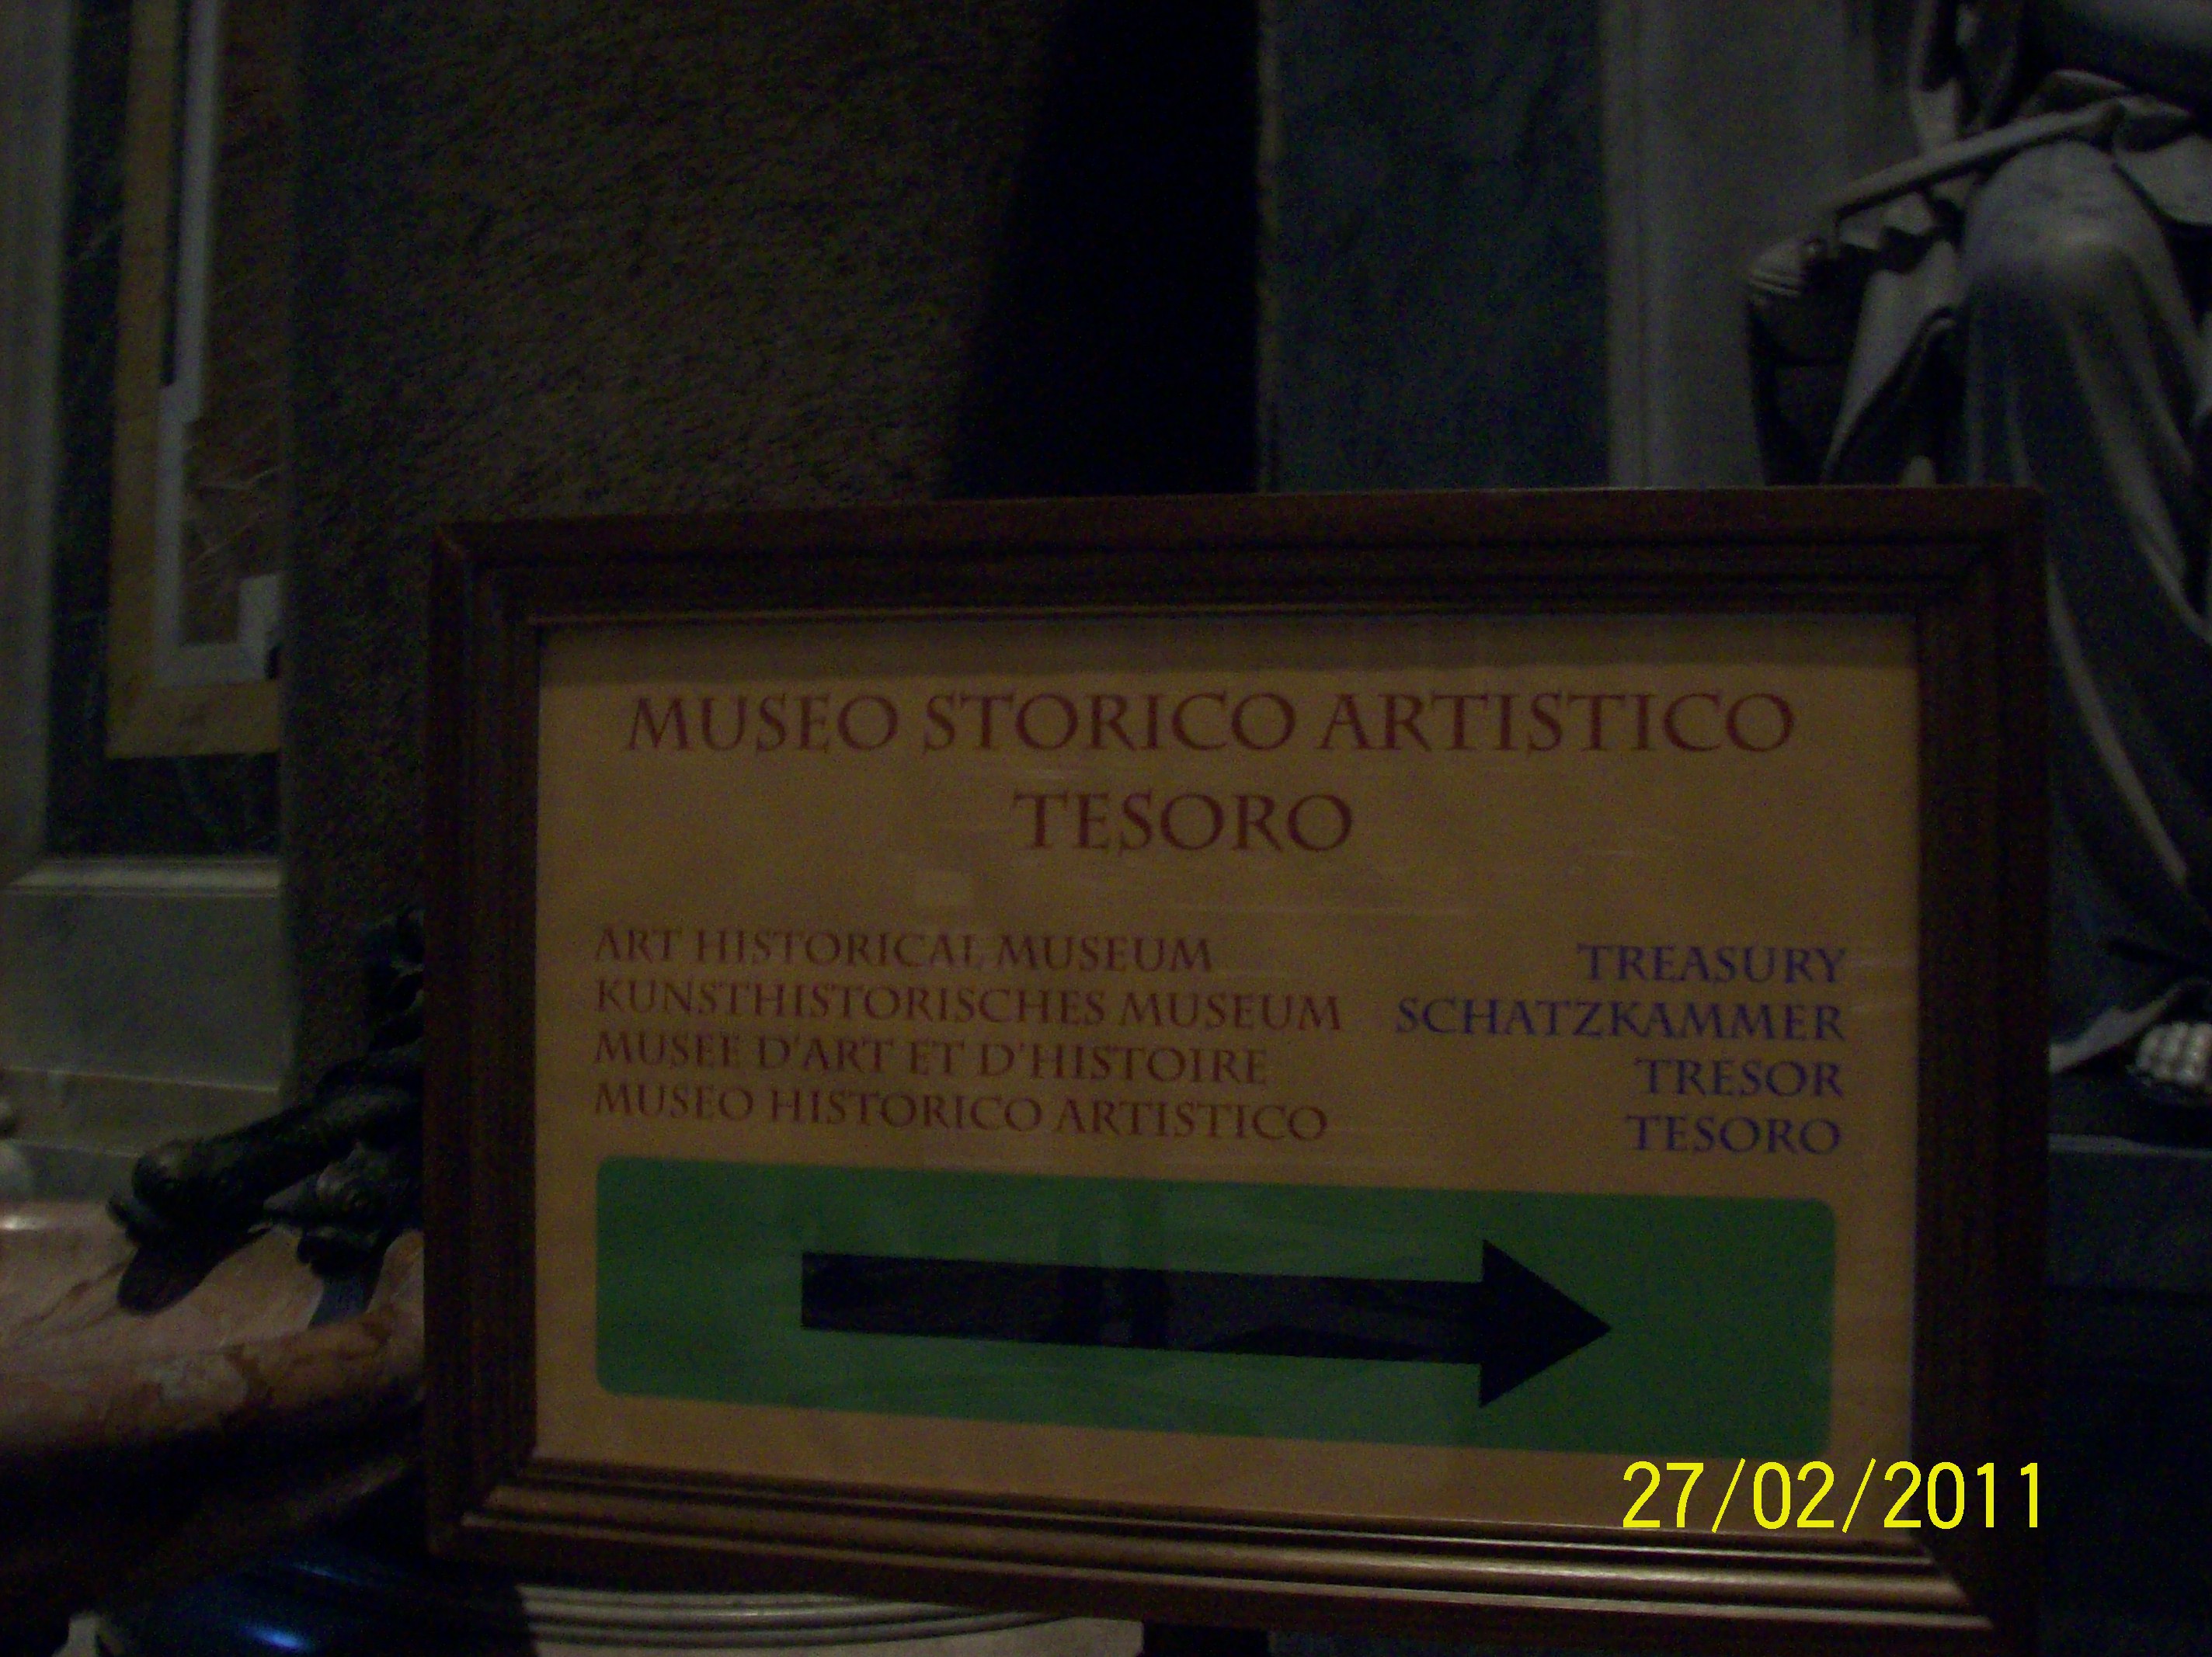 MUSEO STORICO ARTISTICO
TESORO
ART HISTORICAL MUSEUM
KUNSTHISTORISCHES MUSEUM
MUSEE D'ART ET D'HISTOIRE
MUSEO HISTORICO ARTISTICO
TREASURY
SCHATZKAMMER
TRESOR
TESORO
27/02/2011